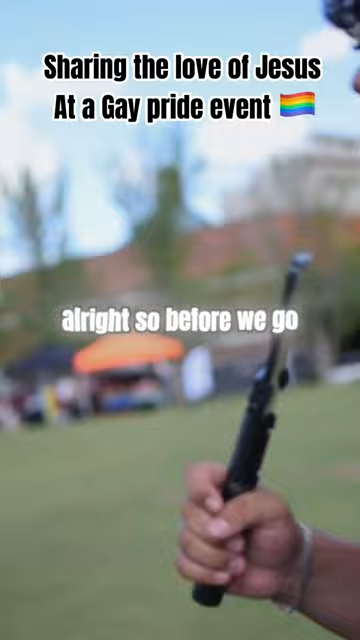 Sharing the love of Jesus
At a Gay pride event 🏳️‍🌈
alright so before we go